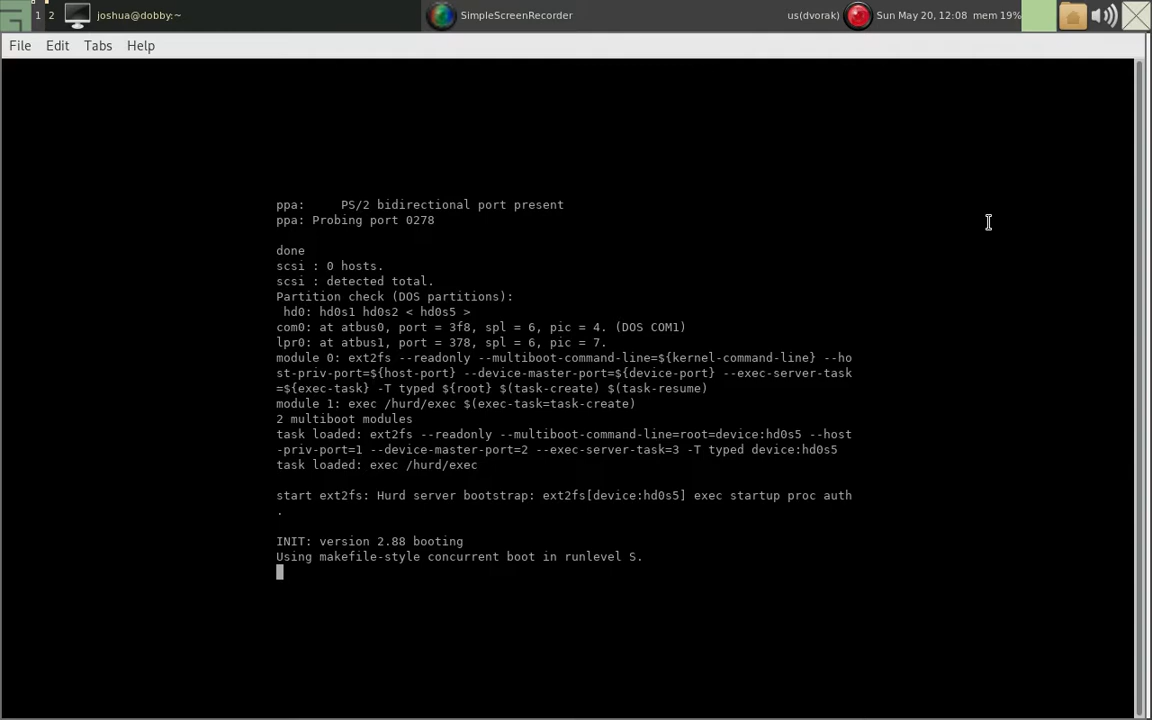 1 2 joshua@dobby:~ SimpleScreenRecorder us(dvorak) Sun May 20, 12:08 mem 19%
File Edit Tabs Help
ppa:     PS/2 bidirectional port present
ppa: Probing port 0278
done
scsi : 0 hosts.
scsi : detected total.
Partition check (DOS partitions):
 hd0: hd0s1 hd0s2 < hd0s5 >
com0: at atbus0, port = 3f8, spl = 6, pic = 4. (DOS COM1)
lpr0: at atbus1, port = 378, spl = 6, pic = 7.
module 0: ext2fs --readonly --multiboot-command-line=${kernel-command-line} --ho
st-priv-port=${host-port} --device-master-port=${device-port} --exec-server-task
=${exec-task} -T typed ${root} $(task-create) $(task-resume)
module 1: exec /hurd/exec $(exec-task=task-create)
2 multiboot modules
task loaded: ext2fs --readonly --multiboot-command-line=root=device:hd0s5 --host
-priv-port=1 --device-master-port=2 --exec-server-task=3 -T typed device:hd0s5
task loaded: exec /hurd/exec
start ext2fs: Hurd server bootstrap: ext2fs[device:hd0s5] exec startup proc auth
.
INIT: version 2.88 booting
Using makefile-style concurrent boot in runlevel S.